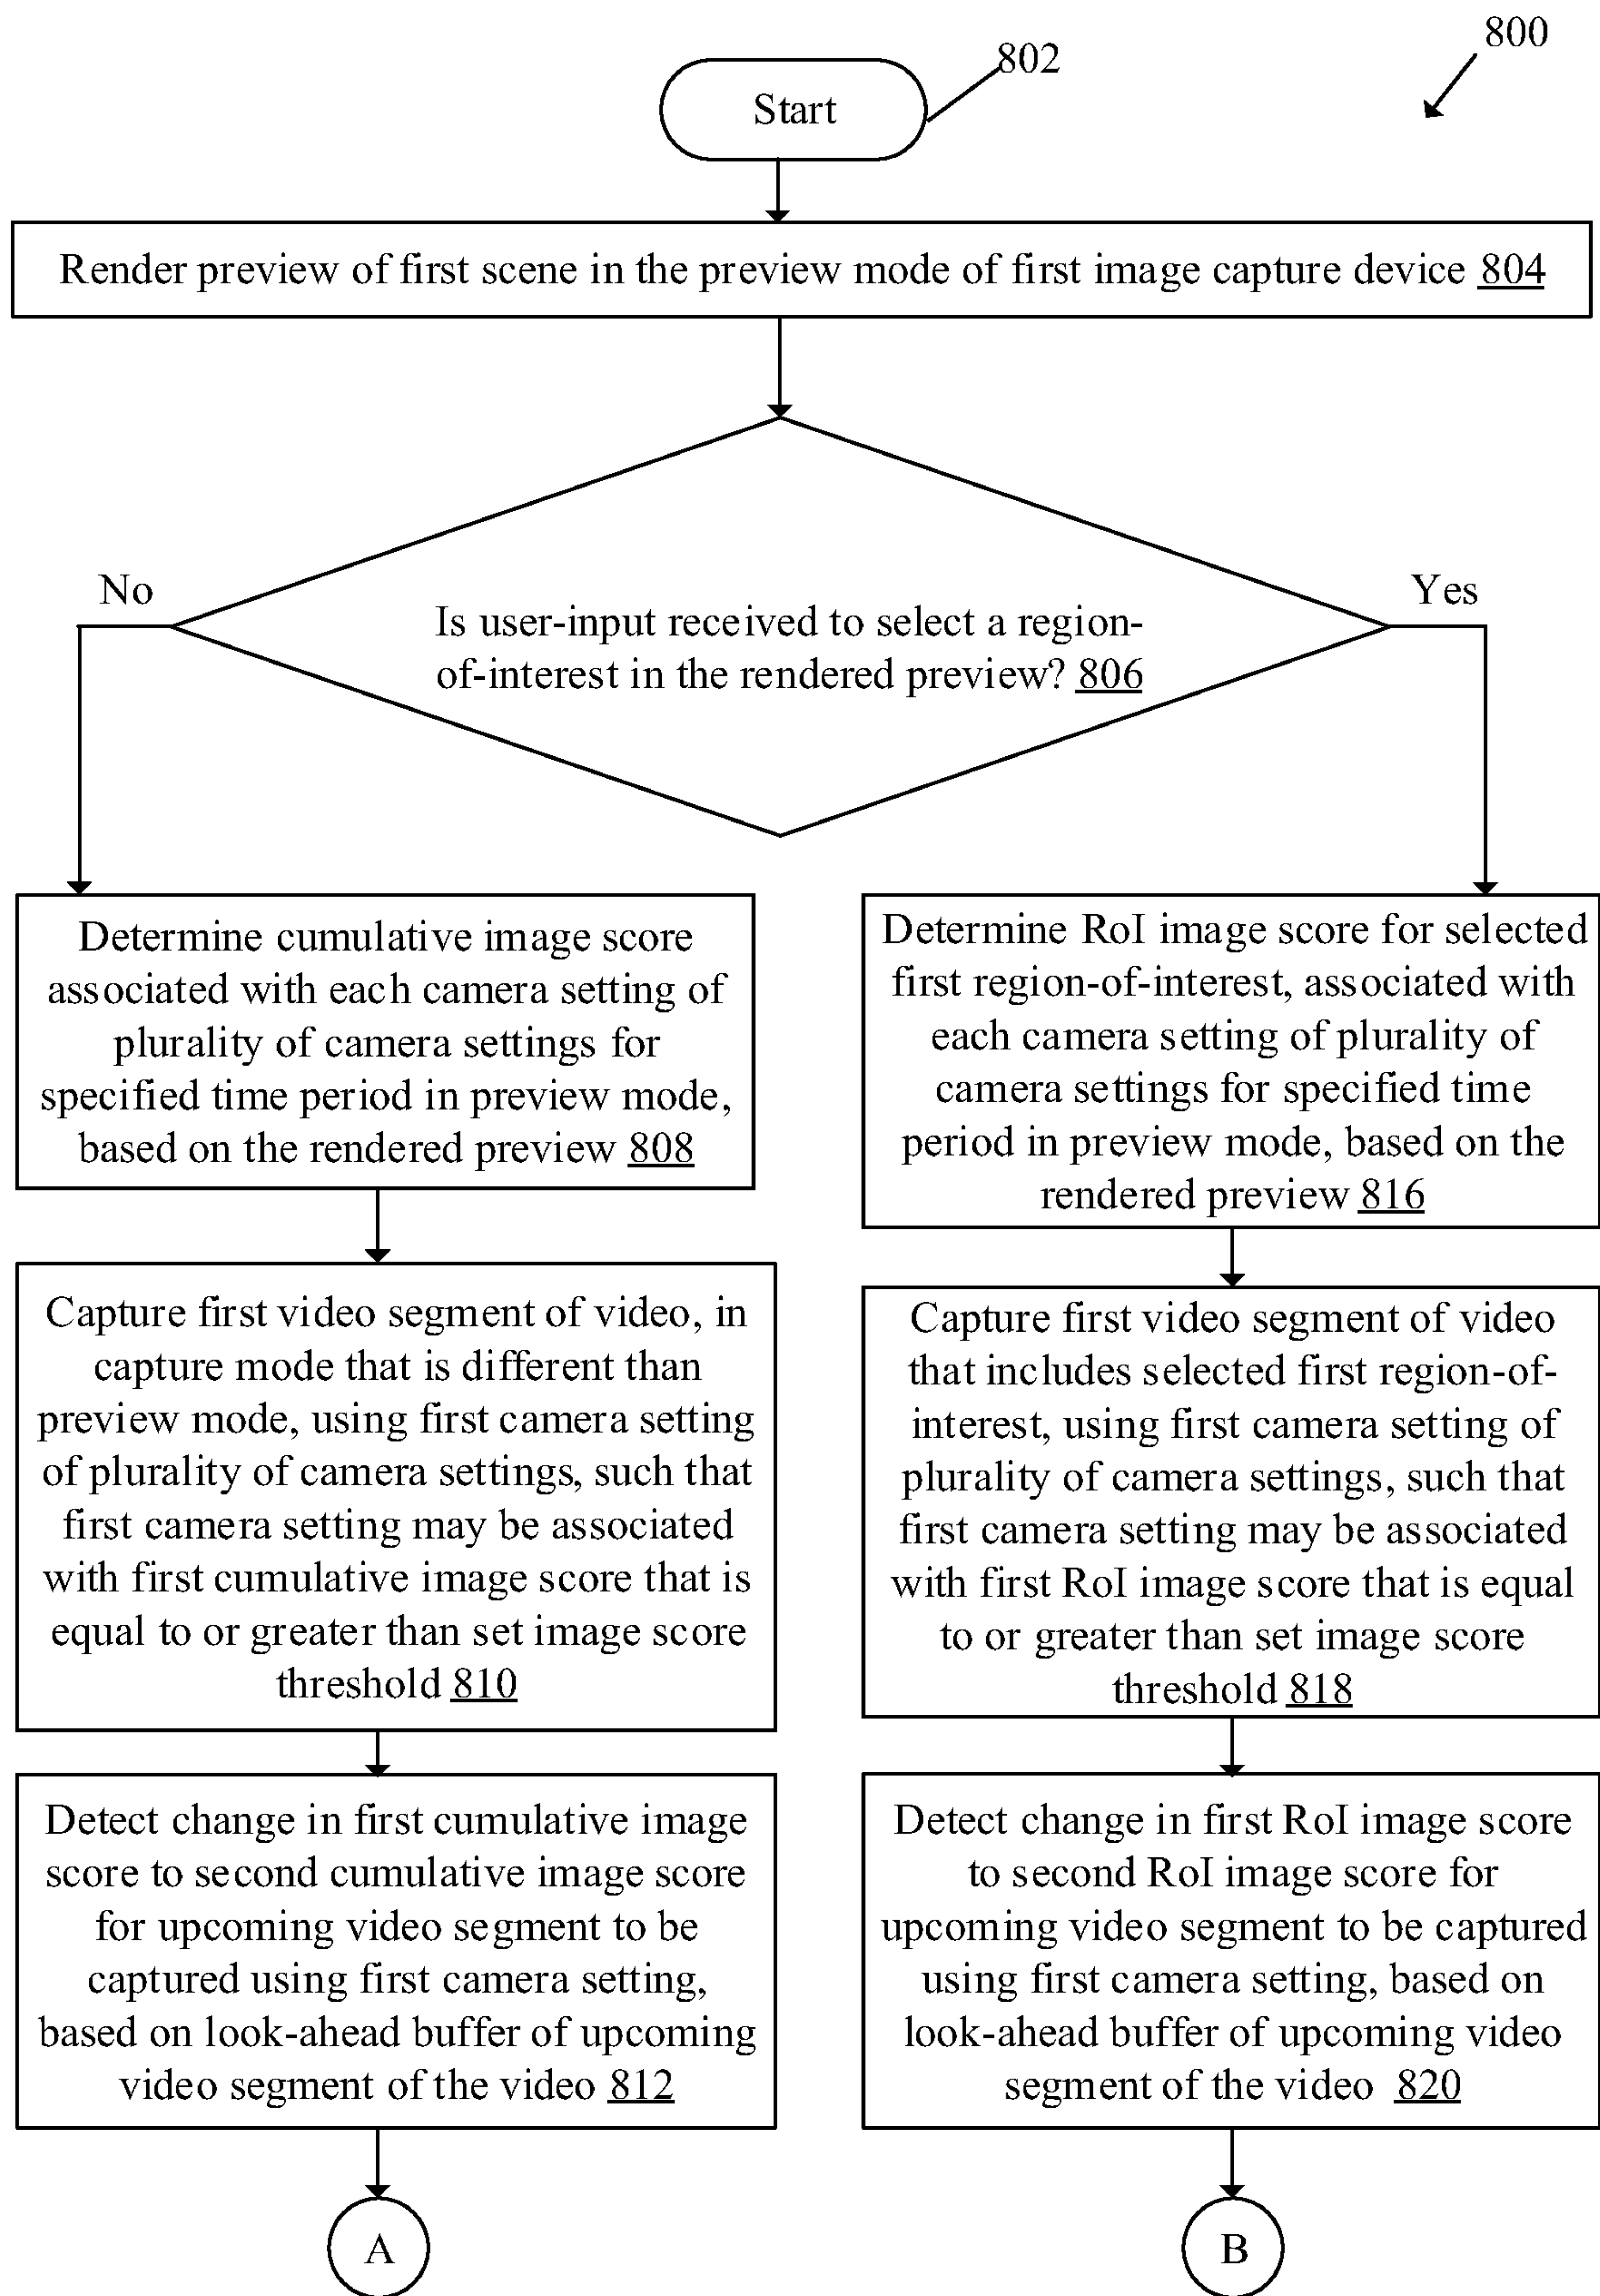 800
802
Start
Render preview of first scene in the preview mode of first image capture device 804
No
Yes
Is user-input received to select a region-
of-interest in the rendered preview? 806
Determine cumulative image score
associated with each camera setting of
plurality of camera settings for
specified time period in preview mode,
based on the rendered preview 808
Determine RoI image score for selected
first region-of-interest, associated with
each camera setting of plurality of
camera settings for specified time
period in preview mode, based on the
rendered preview 816
Capture first video segment of video, in
capture mode that is different than
preview mode, using first camera setting
of plurality of camera settings, such that
first camera setting may be associated
with first cumulative image score that is
equal to or greater than set image score
threshold 810
Capture first video segment of video
that includes selected first region-of-
interest, using first camera setting of
plurality of camera settings, such that
first camera setting may be associated
with first RoI image score that is equal
to or greater than set image score
threshold 818
Detect change in first cumulative image
score to second cumulative image score
for upcoming video segment to be
captured using first camera setting,
based on look-ahead buffer of upcoming
video segment of the video 812
Detect change in first RoI image score
to second RoI image score for
upcoming video segment to be captured
using first camera setting, based on
look-ahead buffer of upcoming video
segment of the video 820
A
B